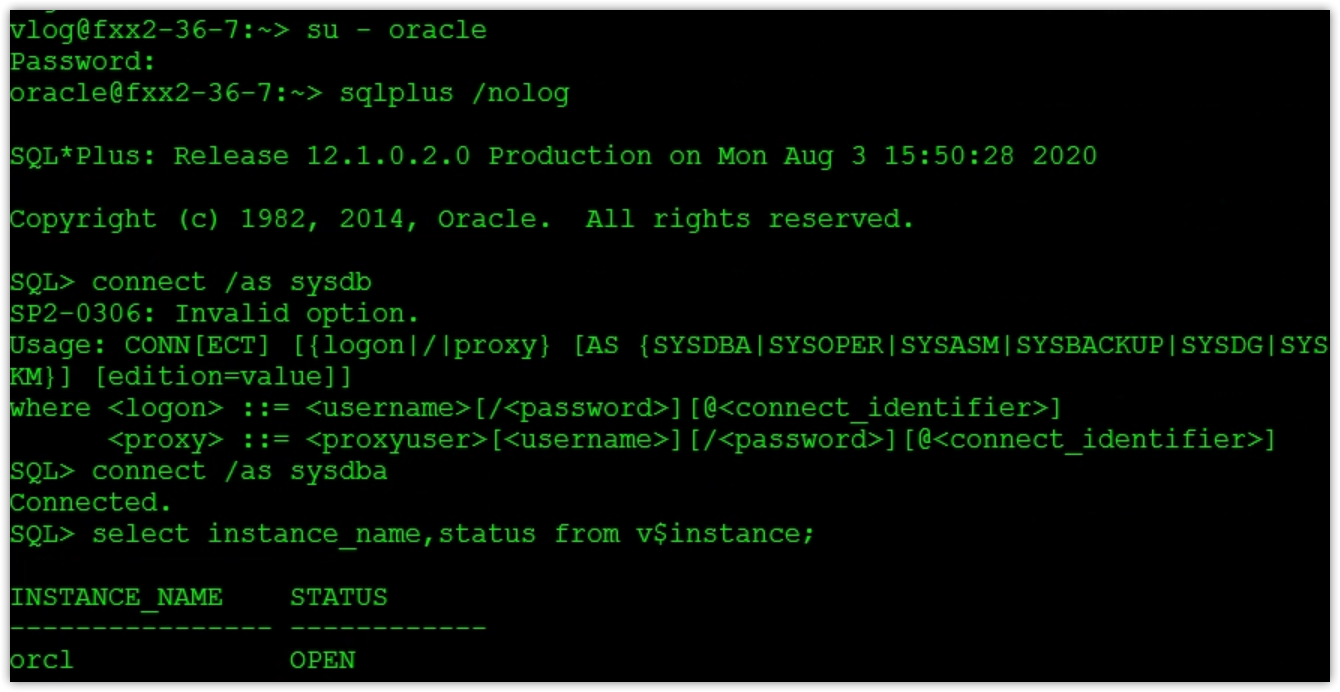 vlog@fxx2-36-7:~> su - oracle
Password:
oracle@fxx2-36-7:~> sqlplus /nolog
SQL*Plus: Release 12.1.0.2.0 Production on Mon Aug 3 15:50:28 2020
Copyright (c) 1982, 2014, Oracle.  All rights reserved.
SQL> connect /as sysdb
SP2-0306: Invalid option.
Usage: CONN[ECT] [{logon|/|proxy} [AS {SYSDBA|SYSOPER|SYSASM|SYSBACKUP|SYSDG|SYS
KM}] [edition=value]]
where <logon> ::= <username>[/<password>][@<connect_identifier>]
      <proxy> ::= <proxyuser>[<username>][/<password>][@<connect_identifier>]
SQL> connect /as sysdba
Connected.
SQL> select instance_name,status from v$instance;
INSTANCE_NAME    STATUS
---------------- ------------
orcl             OPEN